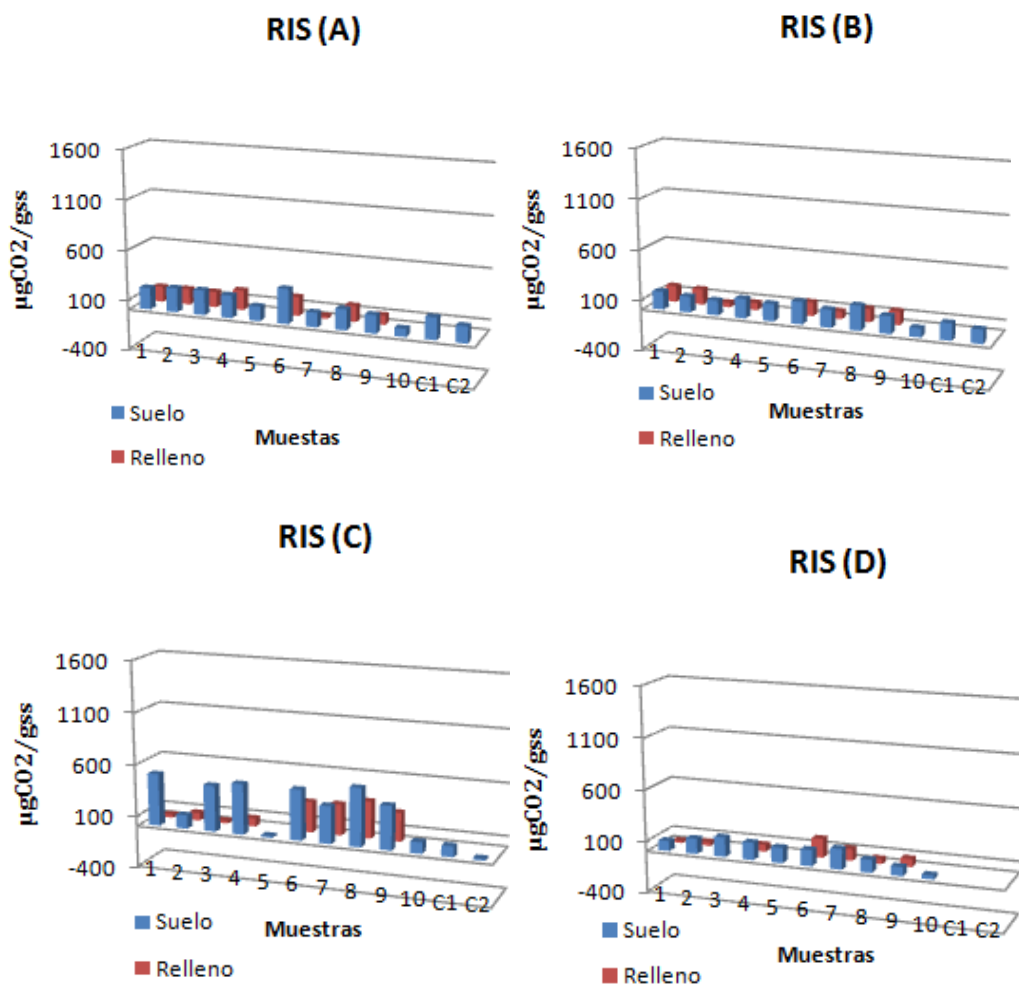 RIS (A)
1600
1100
600
100
-400
µgCO2/gss
1 2 3 4 5 6 7 8 9 10 C1 C2
Muestas
Suelo
Relleno
RIS (B)
1600
1100
600
100
-400
µgCO2/gss
1 2 3 4 5 6 7 8 9 10 C1 C2
Muestras
Suelo
Relleno
RIS (C)
1600
1100
600
100
-400
µgCO2/gss
1 2 3 4 5 6 7 8 9 10 C1 C2
Muestras
Suelo
Relleno
RIS (D)
1600
1100
600
100
-400
µgCO2/gss
1 2 3 4 5 6 7 8 9 10 C1 C2
Muestras
Suelo
Relleno